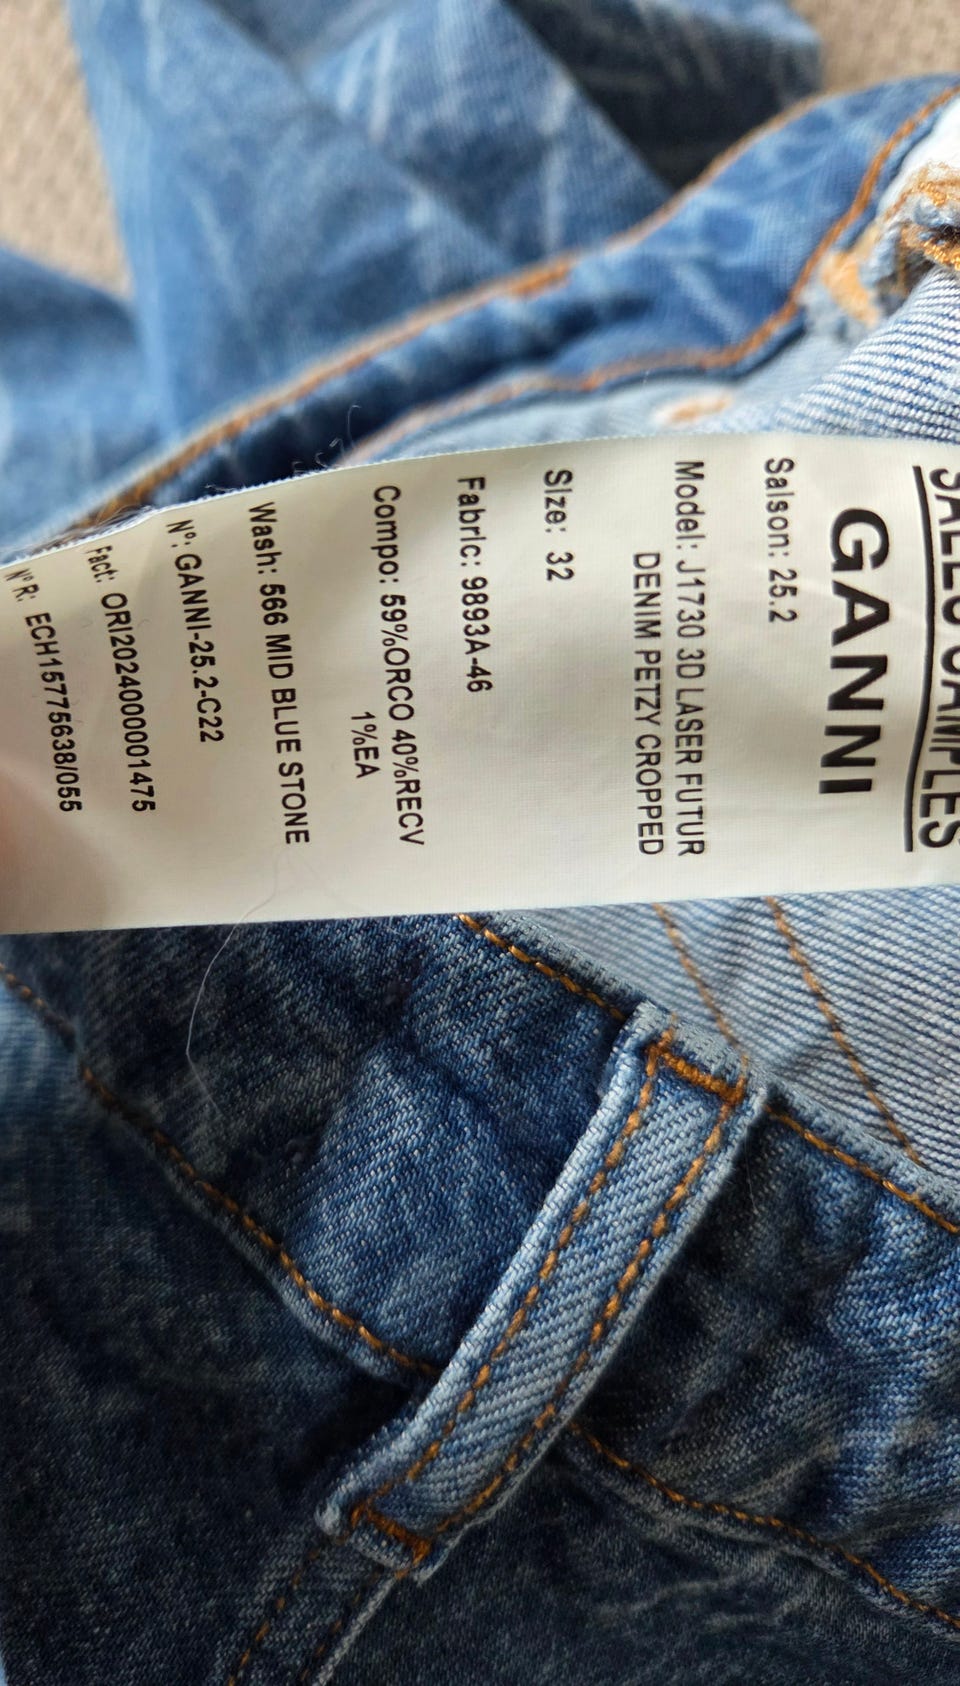 SALES SAMPLES
GANNI
Saison: 25.2
Model: J1730 3D LASER FUTUR
DENIM PETZY CROPPED
Size: 32
Fabric: 9893A-46
Compo: 59%ORCO 40%RECV
1%EA
Wash: 566 MID BLUE STONE
N°: GANNI-25.2-C22
Fact: ORI20240001475
N° R: ECH15775638/055